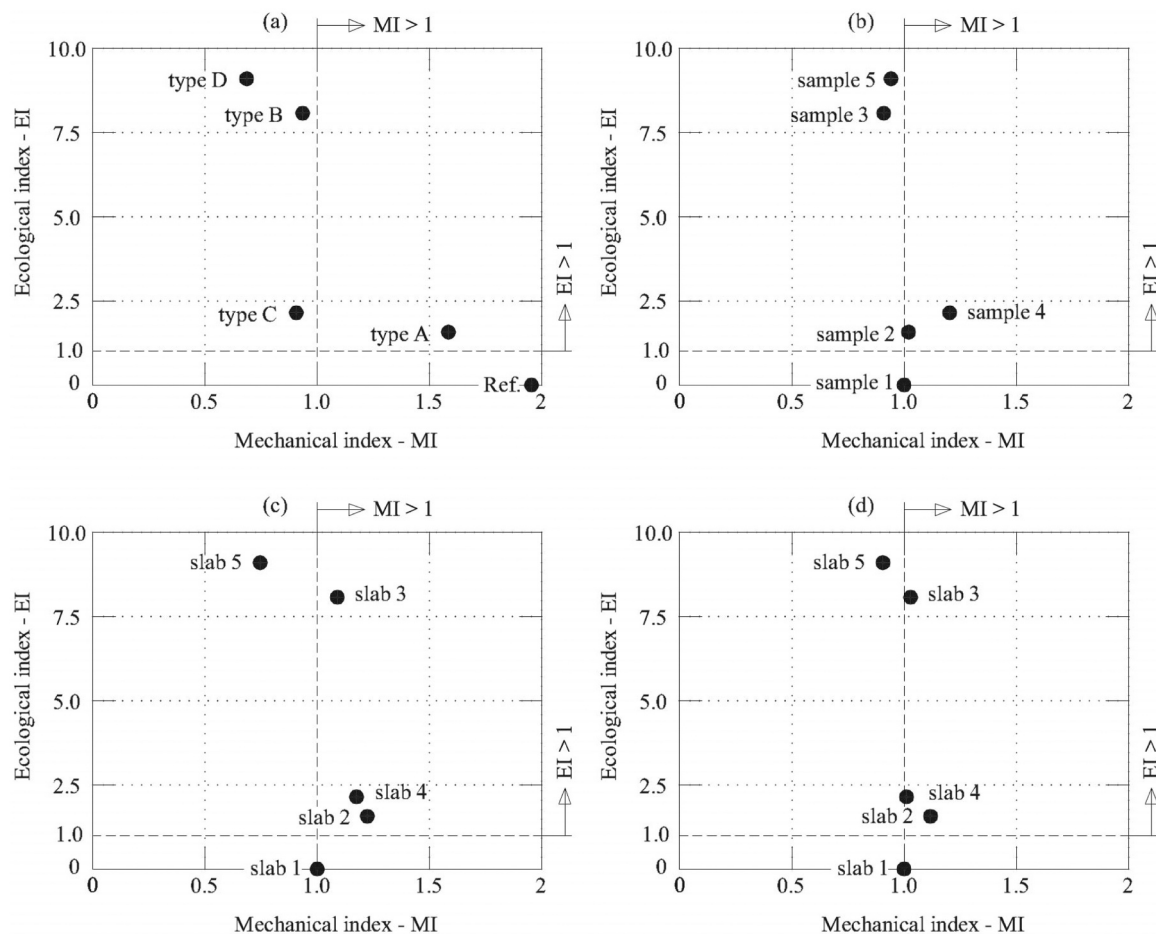 (a)
MI > 1
10.0
type D
type B
7.5
5.0
2.5
type C
type A
1.0
0
Ref.
0
0.5
1.0
1.5
2
Ecological index - EI
EI > 1
Mechanical index - MI
(b)
MI > 1
10.0
sample 5
sample 3
7.5
5.0
2.5
sample 4
sample 2
1.0
0
sample 1
0
0.5
1.0
1.5
2
Ecological index - EI
EI > 1
Mechanical index - MI
(c)
MI > 1
10.0
slab 5
slab 3
7.5
5.0
2.5
slab 4
slab 2
1.0
0
slab 1
0
0.5
1.0
1.5
2
Ecological index - EI
EI > 1
Mechanical index - MI
(d)
MI > 1
10.0
slab 5
slab 3
7.5
5.0
2.5
slab 4
slab 2
1.0
0
slab 1
0
0.5
1.0
1.5
2
Ecological index - EI
EI > 1
Mechanical index - MI